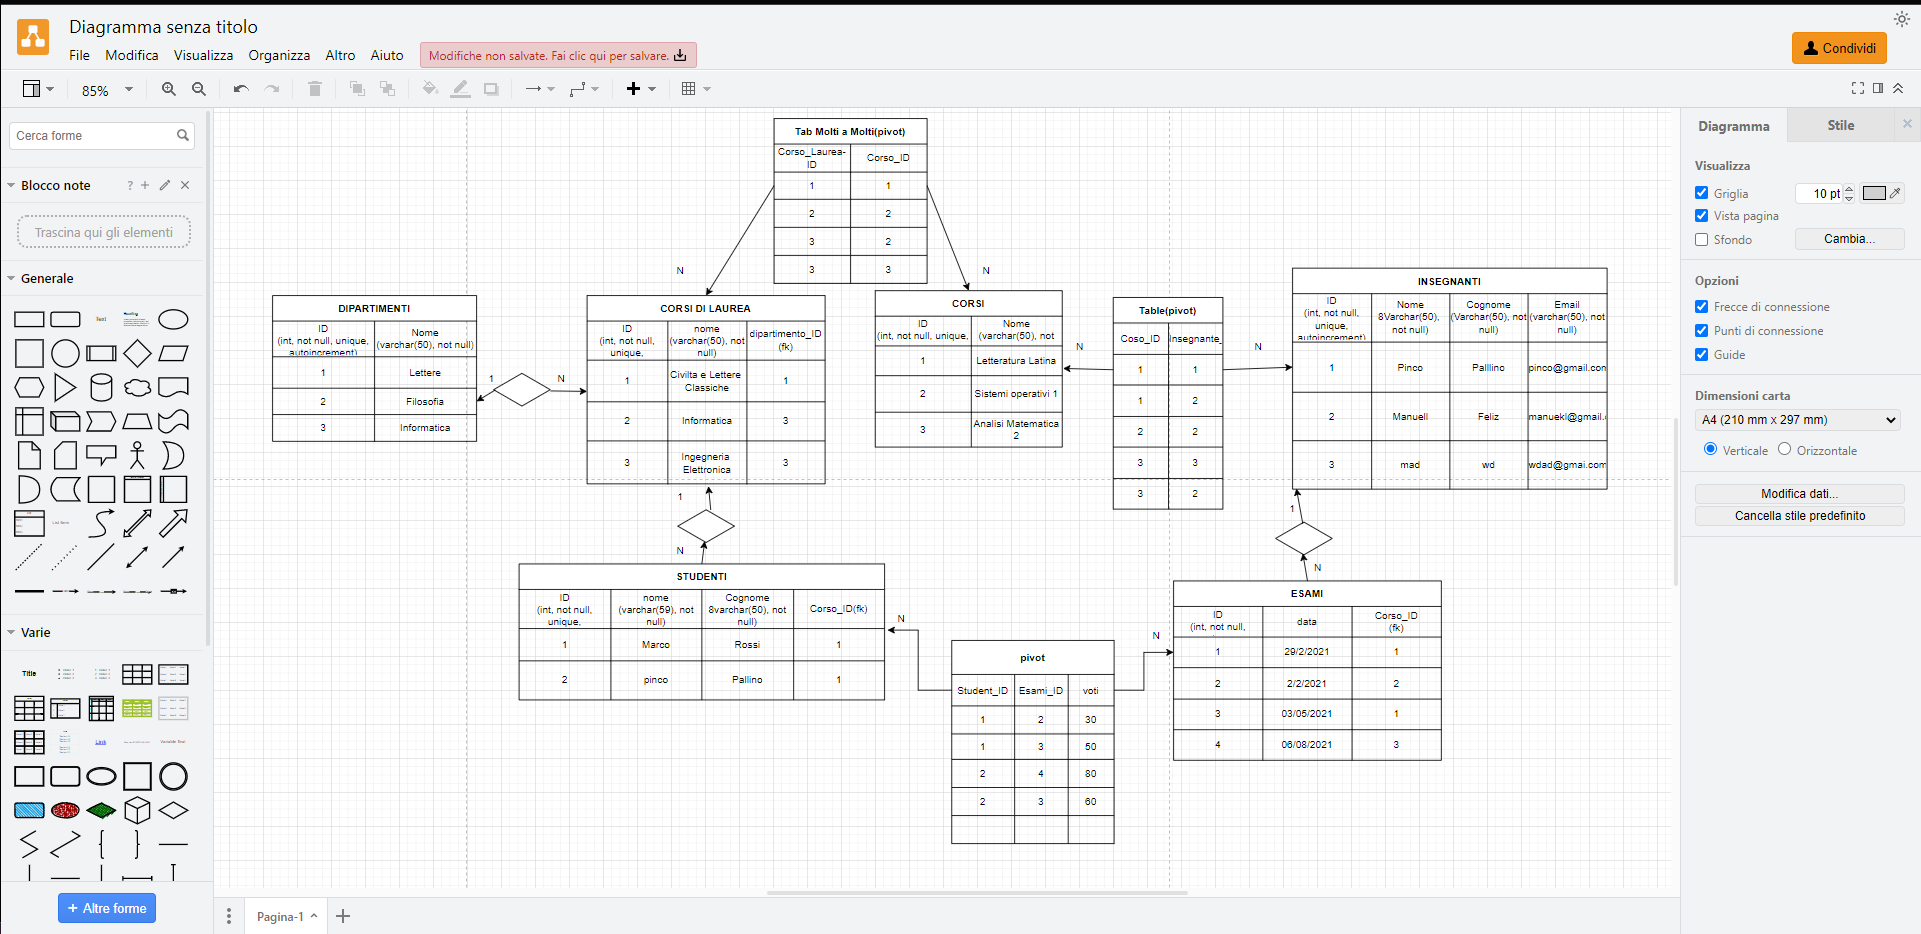 Diagramma senza titolo
File Modifica Visualizza Organizza Altro Aiuto
Modifiche non salvate. Fai clic qui per salvare.
Condividi
85%
Cerca forme
Blocco note
?
Trascina qui gli elementi
Generale
Text
Heading
Varie
Title
Link
Variable Text
+ Altre forme
Tab Molti a Molti(pivot)
Corso_Laurea-
ID
Corso_ID
1 1
2 2
3 2
3 3
N
N
DIPARTIMENTI
ID
(int, not null, unique,
autoincrement)
Nome
(varchar(50), not null)
1 Lettere
2 Filosofia
3 Informatica
1
N
CORSI DI LAUREA
ID
(int, not null,
unique,
nome
(varchar(50), not
null)
dipartimento_ID
(fk)
1 Civilta e Lettere
Classiche 1
2 Informatica 3
3 Ingegneria
Elettronica 3
CORSI
ID
(int, not null, unique,
Nome
(varchar(50), not
1 Letteratura Latina
2 Sistemi operativi 1
3 Analisi Matematica
2
N
Table(pivot)
Coso_ID Insegnante_
1 1
1 2
2 2
3 3
3 2
N
INSEGNANTI
ID
(int, not null,
unique,
autoincrement)
Nome
8Varchar(50),
not null)
Cognome
(Varchar(50), not
null)
Email
(varchar(50), not
null)
1 Pinco Palllino pinco@gmail.com
2 Manuell Feliz manuekl@gmail.
3 mad wd wdad@gmai.com
1
N
1
N
STUDENTI
ID
(int, not null,
unique,
nome
(varchar(59), not
null)
Cognome
8varchar(50), not
null)
Corso_ID(fk)
1 Marco Rossi 1
2 pinco Pallino 1
N
pivot
Student_ID Esami_ID voti
1 2 30
1 3 50
2 4 80
2 3 60
N
ESAMI
ID
(int, not null,
data
Corso_ID
(fk)
1 29/2/2021 1
2 2/2/2021 2
3 03/05/2021 1
4 06/08/2021 3
Pagina-1
Diagramma Stile
Visualizza
Griglia 10 pt
Vista pagina
Sfondo Cambia...
Opzioni
Frecce di connessione
Punti di connessione
Guide
Dimensioni carta
A4 (210 mm x 297 mm)
Verticale Orizzontale
Modifica dati...
Cancella stile predefinito